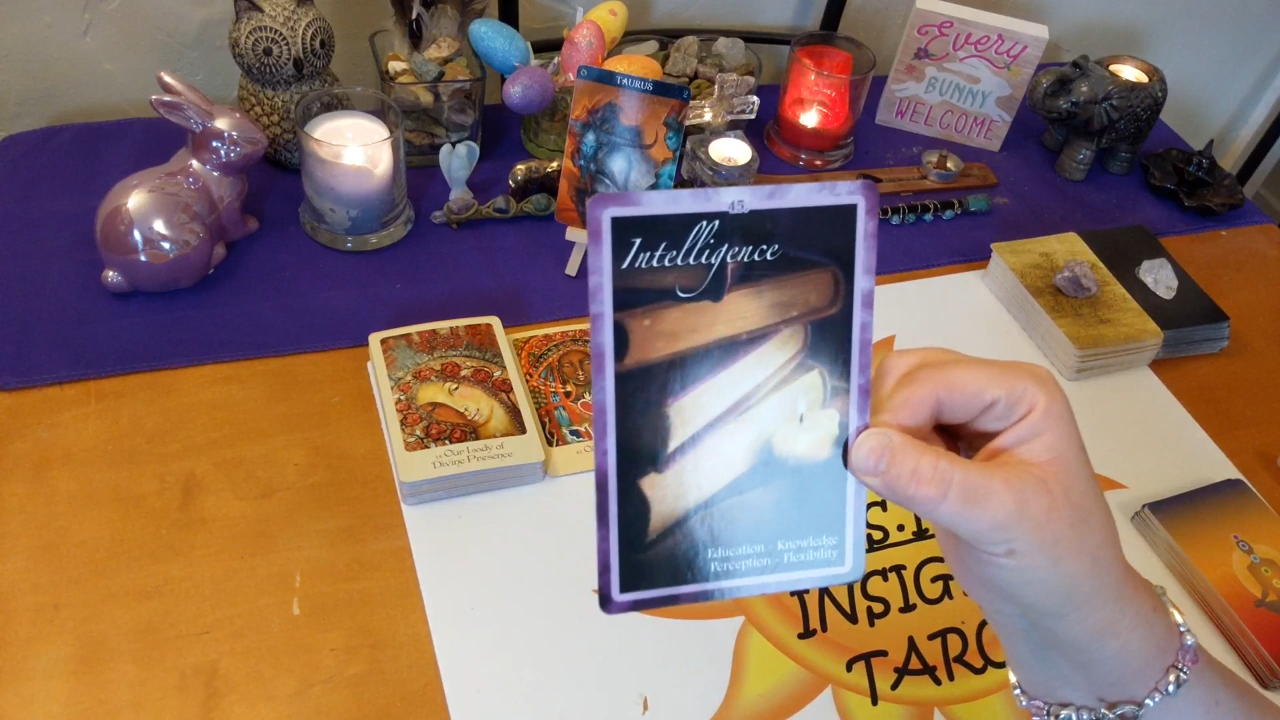 Every
BUNNY
WELCOME
TAURUS
45.
Intelligence
Education - Knowledge
Perception - Flexibility
Our Lady of
Divine Presence
INSIG
TARO